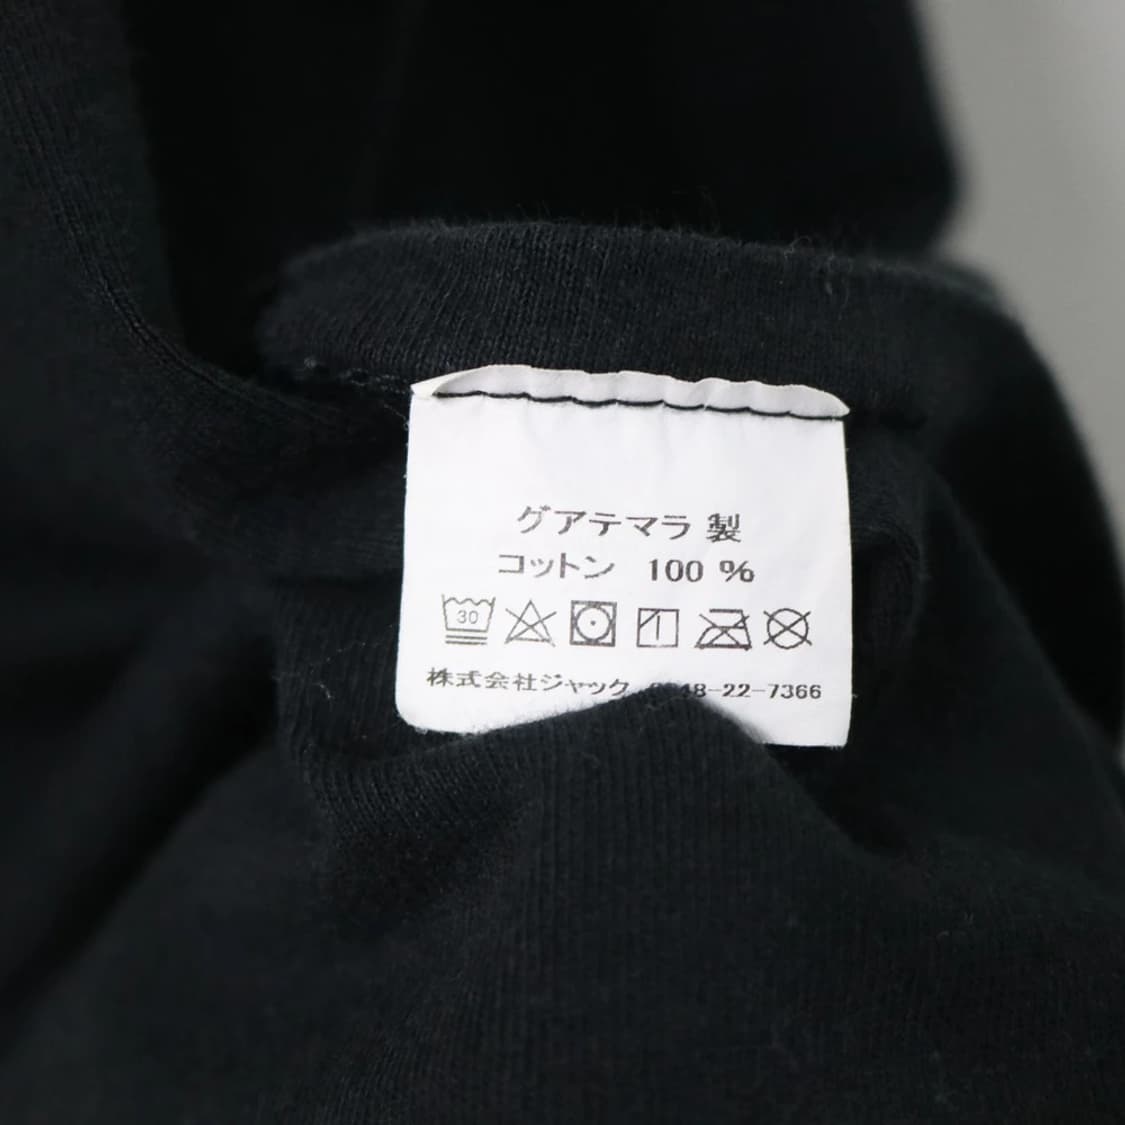 グアテマラ 製
コットン 100 %
30
株式会社ジャック 48-22-7366